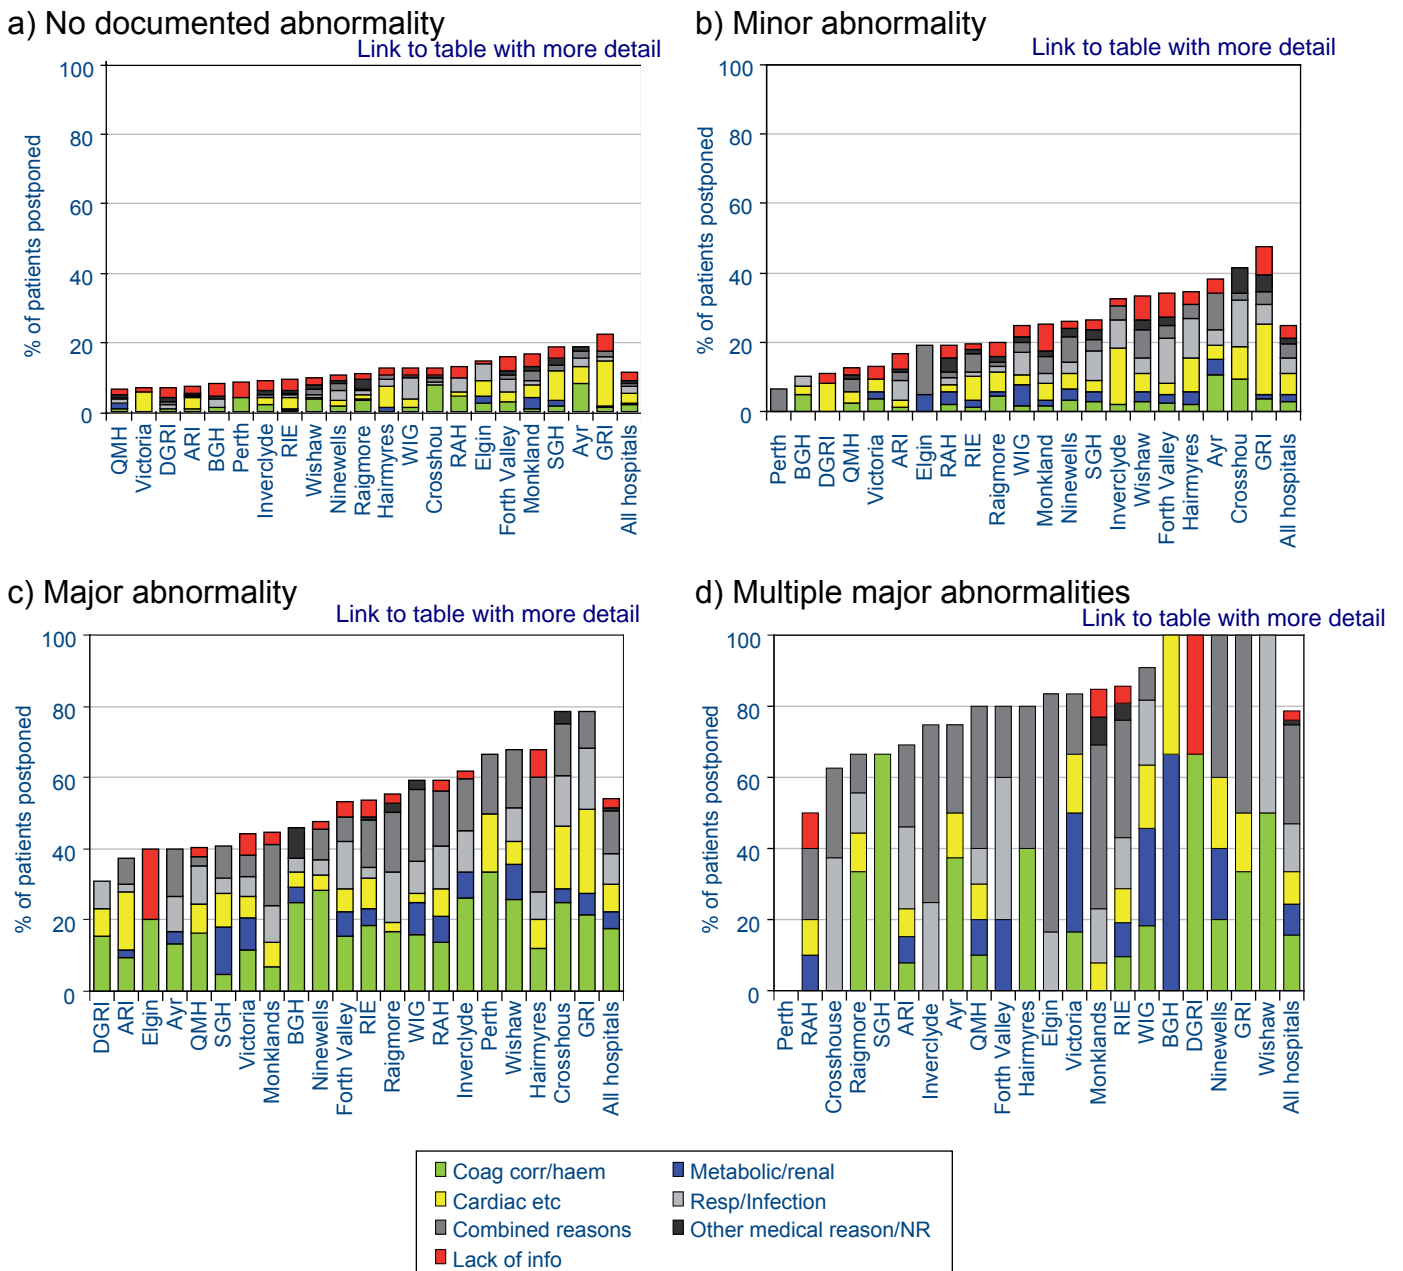 a) No documented abnormality
Link to table with more detail
% of patients postponed
100
80
60
40
20
0
QMH
Victoria
DGRI
ARI
BGH
Perth
Inverclyde
RIE
Wishaw
Ninewells
Raigmore
Hairmyres
WIG
Crosshou
RAH
Elgin
Forth Valley
Monkland
SGH
Ayr
GRI
All hospitals
b) Minor abnormality
Link to table with more detail
% of patients postponed
100
80
60
40
20
0
Perth
BGH
DGRI
QMH
Victoria
ARI
Elgin
RAH
RIE
Raigmore
WIG
Monkland
Ninewells
SGH
Inverclyde
Wishaw
Forth Valley
Hairmyres
Ayr
Crosshou
GRI
All hospitals
c) Major abnormality
Link to table with more detail
% of patients postponed
100
80
60
40
20
0
DGRI
ARI
Elgin
Ayr
QMH
SGH
Victoria
Monklands
BGH
Ninewells
Forth Valley
RIE
Raigmore
WIG
RAH
Inverclyde
Perth
Wishaw
Hairmyres
Crosshous
GRI
All hospitals
d) Multiple major abnormalities
Link to table with more detail
% of patients postponed
100
80
60
40
20
0
Perth
RAH
Crosshouse
Raigmore
SGH
ARI
Inverclyde
Ayr
QMH
Forth Valley
Hairmyres
Elgin
Victoria
Monklands
RIE
WIG
BGH
DGRI
Ninewells
GRI
Wishaw
All hospitals
Coag corr/haem
Metabolic/renal
Cardiac etc
Resp/Infection
Combined reasons
Other medical reason/NR
Lack of info